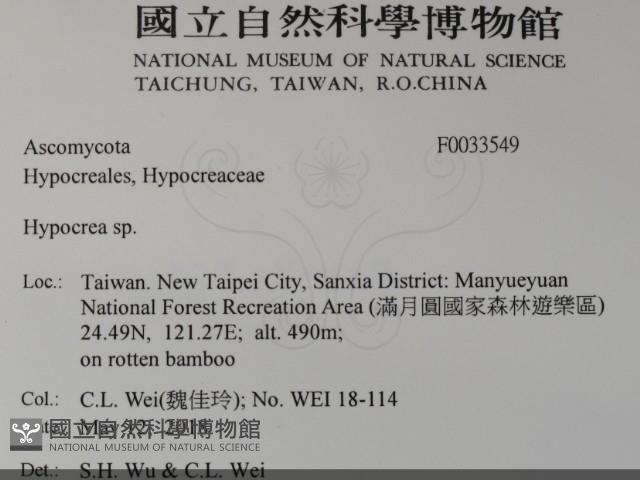 國立自然科學博物館
NATIONAL MUSEUM OF NATURAL SCIENCE
TAICHUNG, TAIWAN, R.O.CHINA
Ascomycota F0033549
Hypocreales, Hypocreaceae
Hypocrea sp.
Loc.: Taiwan. New Taipei City, Sanxia District: Manyueyuan
National Forest Recreation Area (滿月圓國家森林遊樂區)
24.49N, 121.27E; alt. 490m;
on rotten bamboo
Col.: C.L. Wei(魏佳玲); No. WEI 18-114
May 2018
國立自然科學博物館
NATIONAL MUSEUM OF NATURAL SCIENCE
Det.: S.H. Wu & C.L. Wei